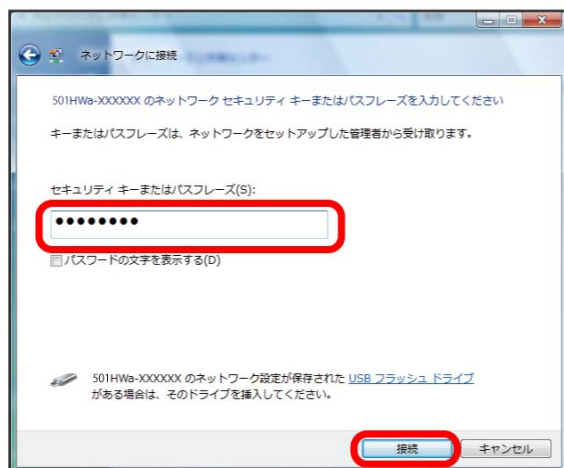 ネットワークに接続
501HWa-XXXXXX のネットワーク セキュリティ キーまたはパスフレーズを入力してください
キーまたはパスフレーズは、ネットワークをセットアップした管理者から受け取ります。
セキュリティ キーまたはパスフレーズ(S):
●●●●●●●●
パスワードの文字を表示する(D)
501HWa-XXXXXX のネットワーク設定が保存された USB フラッシュ ドライブ
がある場合は、そのドライブを挿入してください。
接続 キャンセル